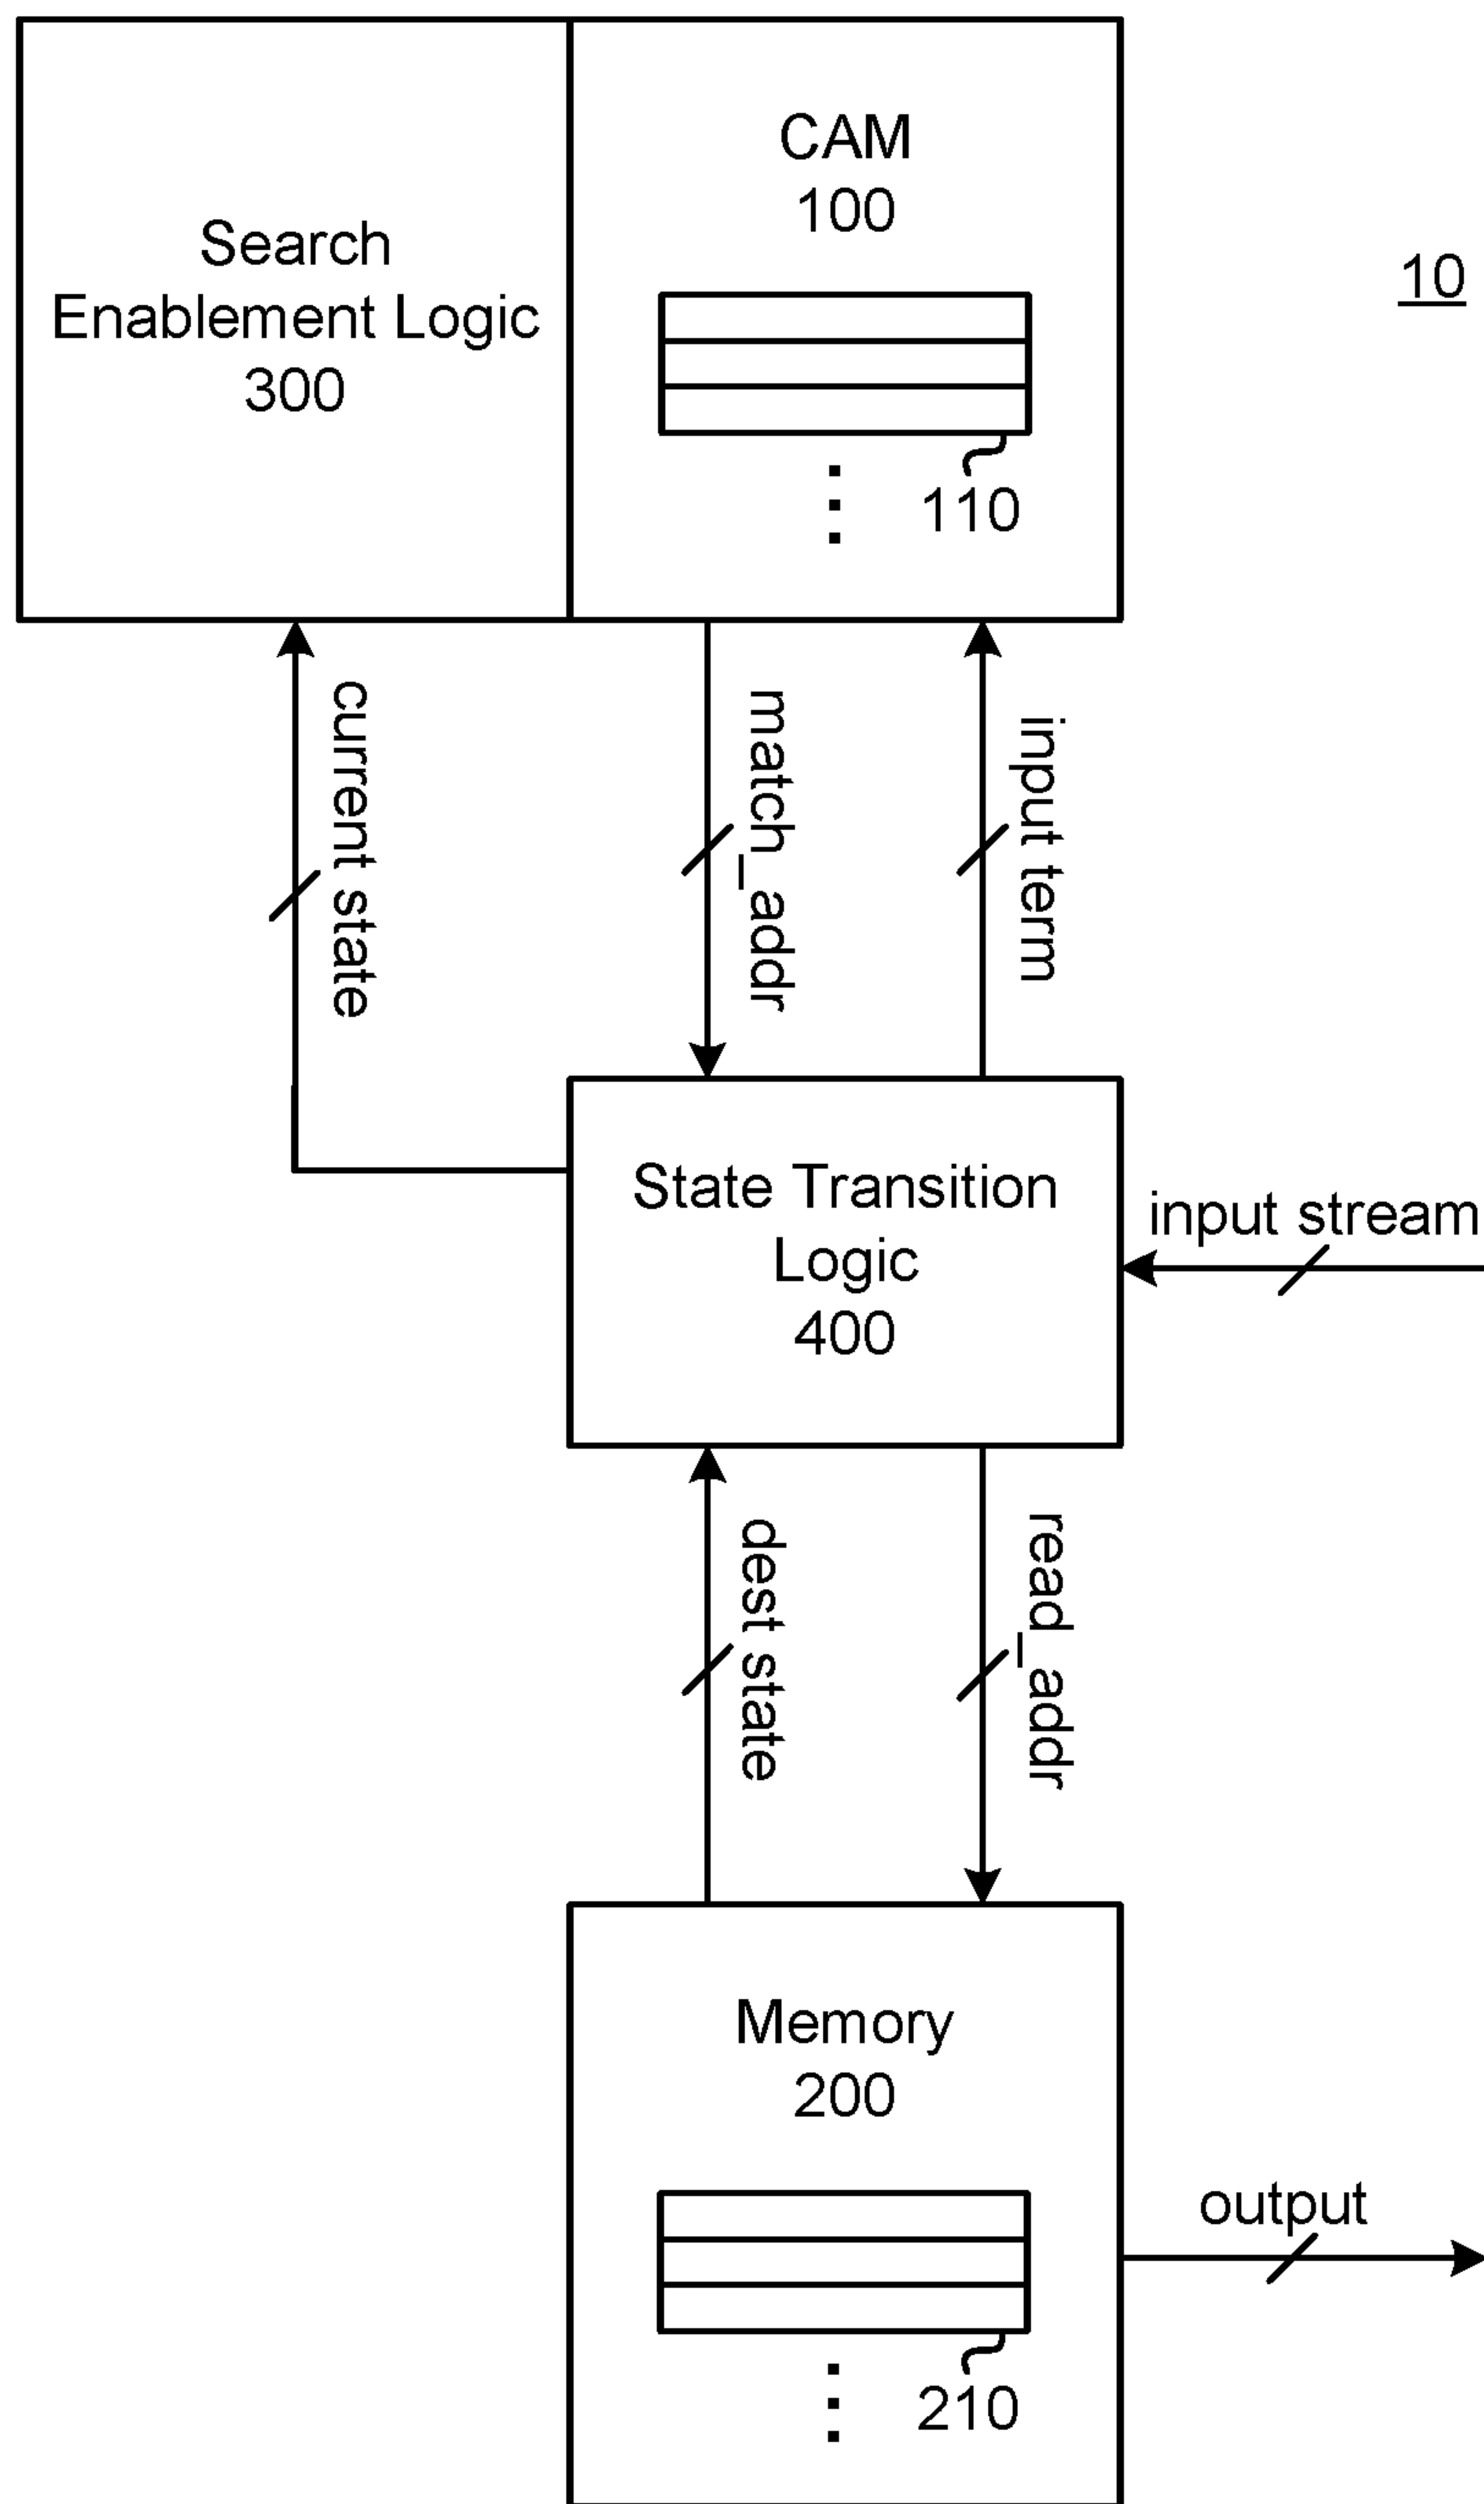 CAM
100
10
Search
Enablement Logic
300
110
current state
match_addr
input term
State Transition
Logic
400
input stream
dest state
read_addr
Memory
200
output
210